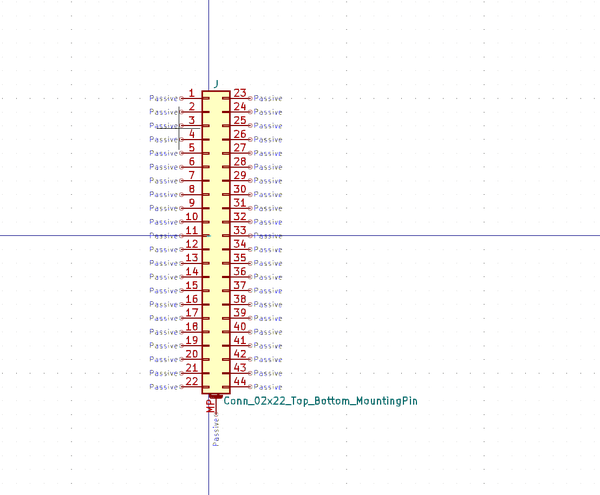 J
Passive 1 23 Passive
Passive 2 24 Passive
Passive 3 25 Passive
Passive 4 26 Passive
Passive 5 27 Passive
Passive 6 28 Passive
Passive 7 29 Passive
Passive 8 30 Passive
Passive 9 31 Passive
Passive 10 32 Passive
Passive 11 33 Passive
Passive 12 34 Passive
Passive 13 35 Passive
Passive 14 36 Passive
Passive 15 37 Passive
Passive 16 38 Passive
Passive 17 39 Passive
Passive 18 40 Passive
Passive 19 41 Passive
Passive 20 42 Passive
Passive 21 43 Passive
Passive 22 44 Passive
MP
Conn_02x22_Top_Bottom_MountingPin
Passive